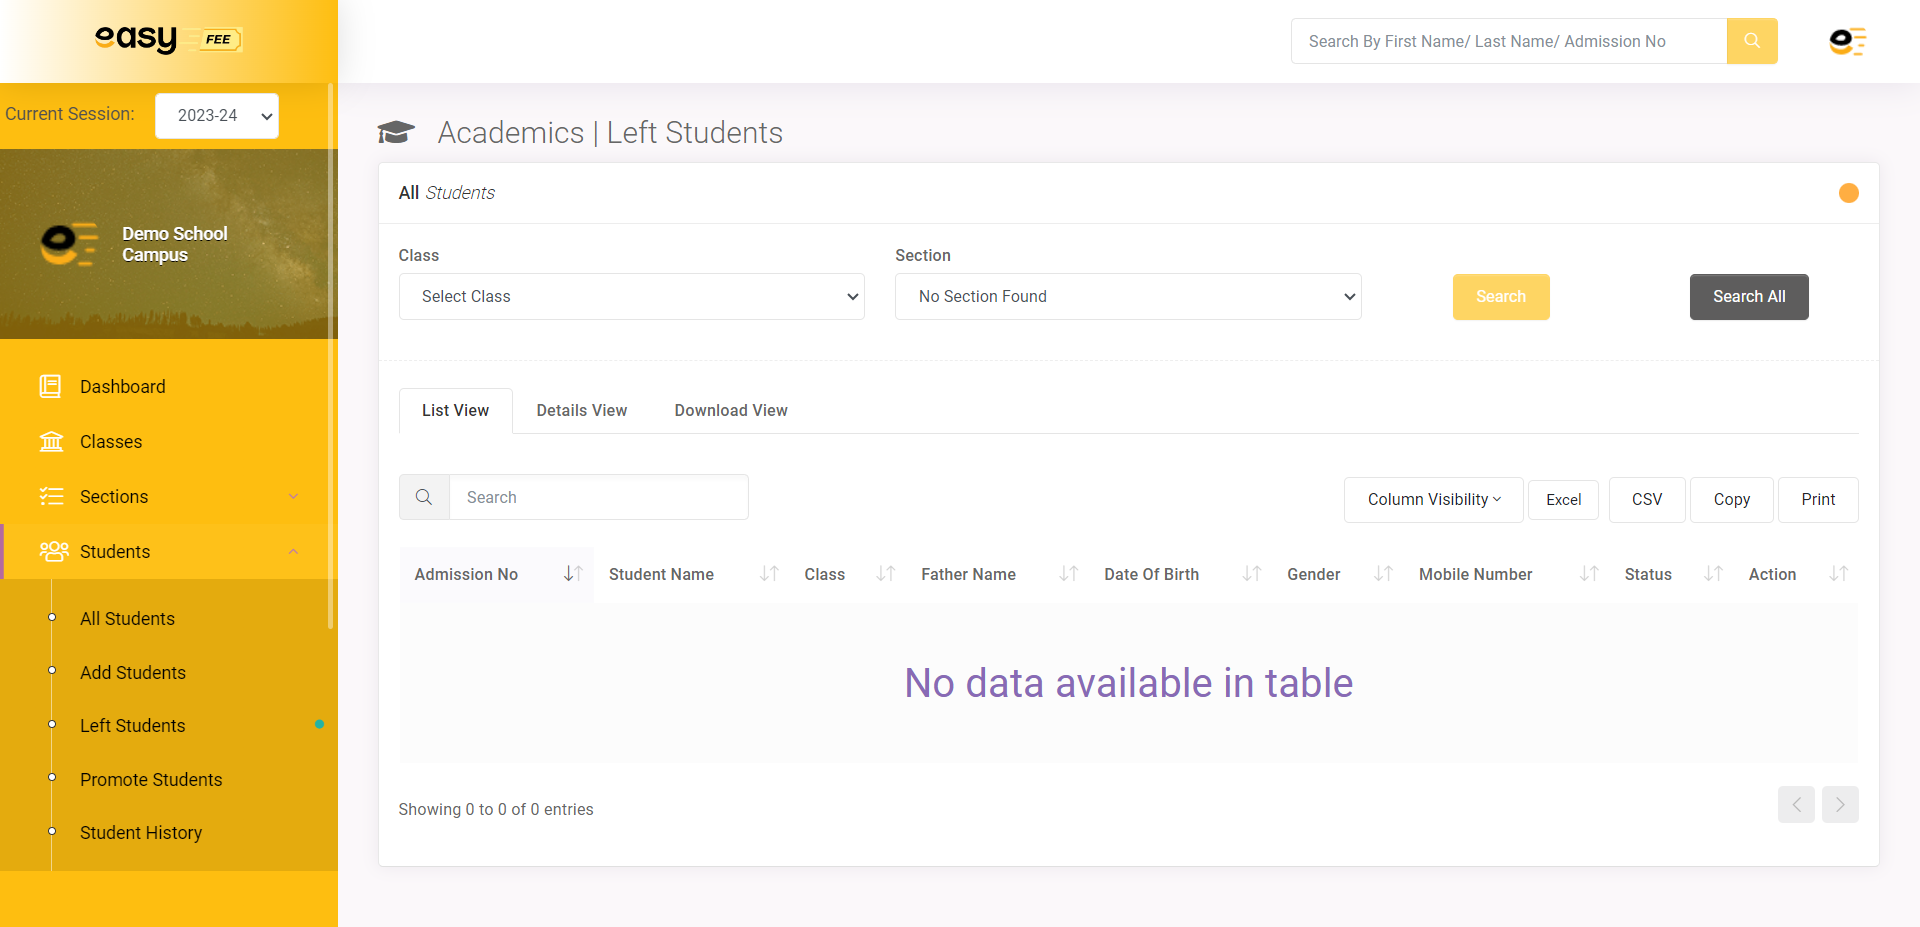 easy FEE
Search By First Name/ Last Name/ Admission No
Current Session: 2023-24
Demo School
Campus
Dashboard
Classes
Sections
Students
All Students
Add Students
Left Students
Promote Students
Student History
Academics | Left Students
All Students
Class
Section
Select Class
No Section Found
Search
Search All
List View
Details View
Download View
Search
Column Visibility
Excel
CSV
Copy
Print
Admission No
Student Name
Class
Father Name
Date Of Birth
Gender
Mobile Number
Status
Action
No data available in table
Showing 0 to 0 of 0 entries